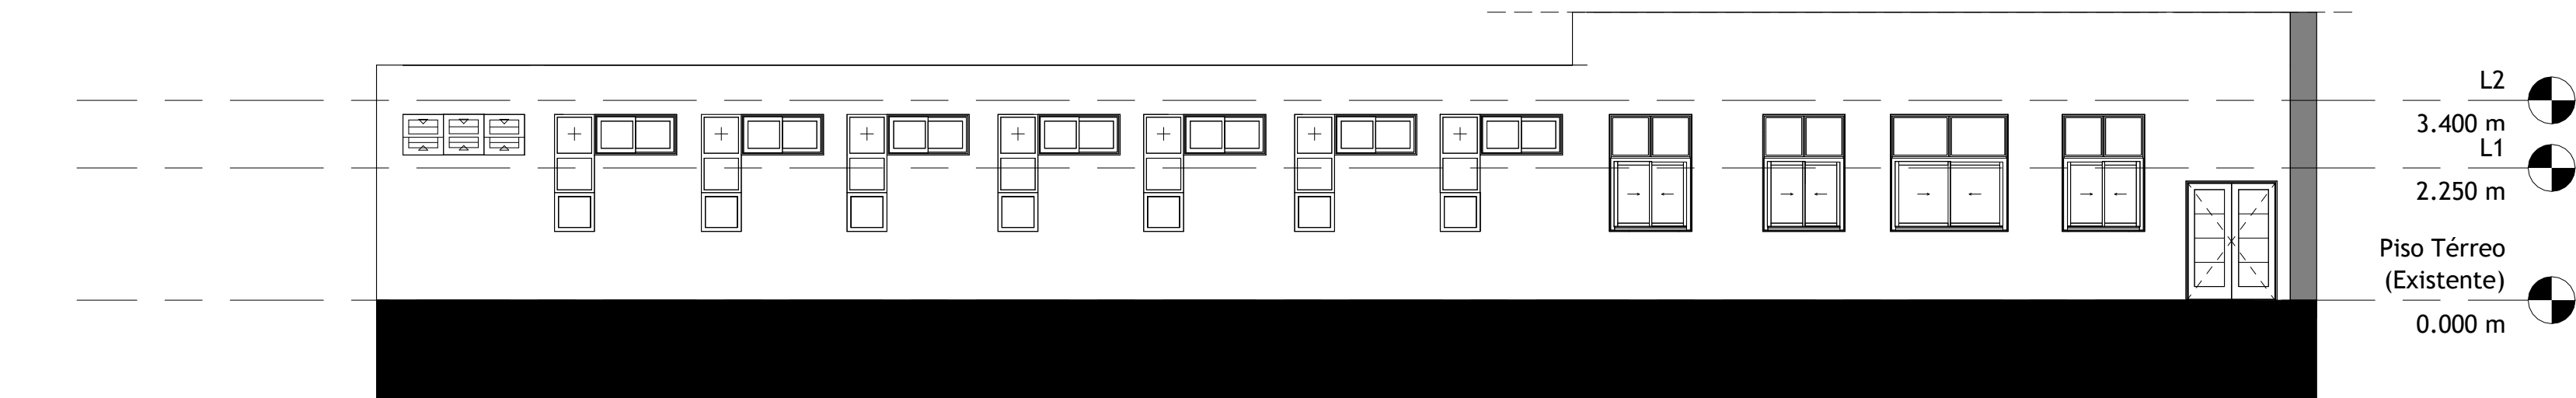 L2
3.400 m
L1
2.250 m
Piso Térreo
(Existente)
0.000 m